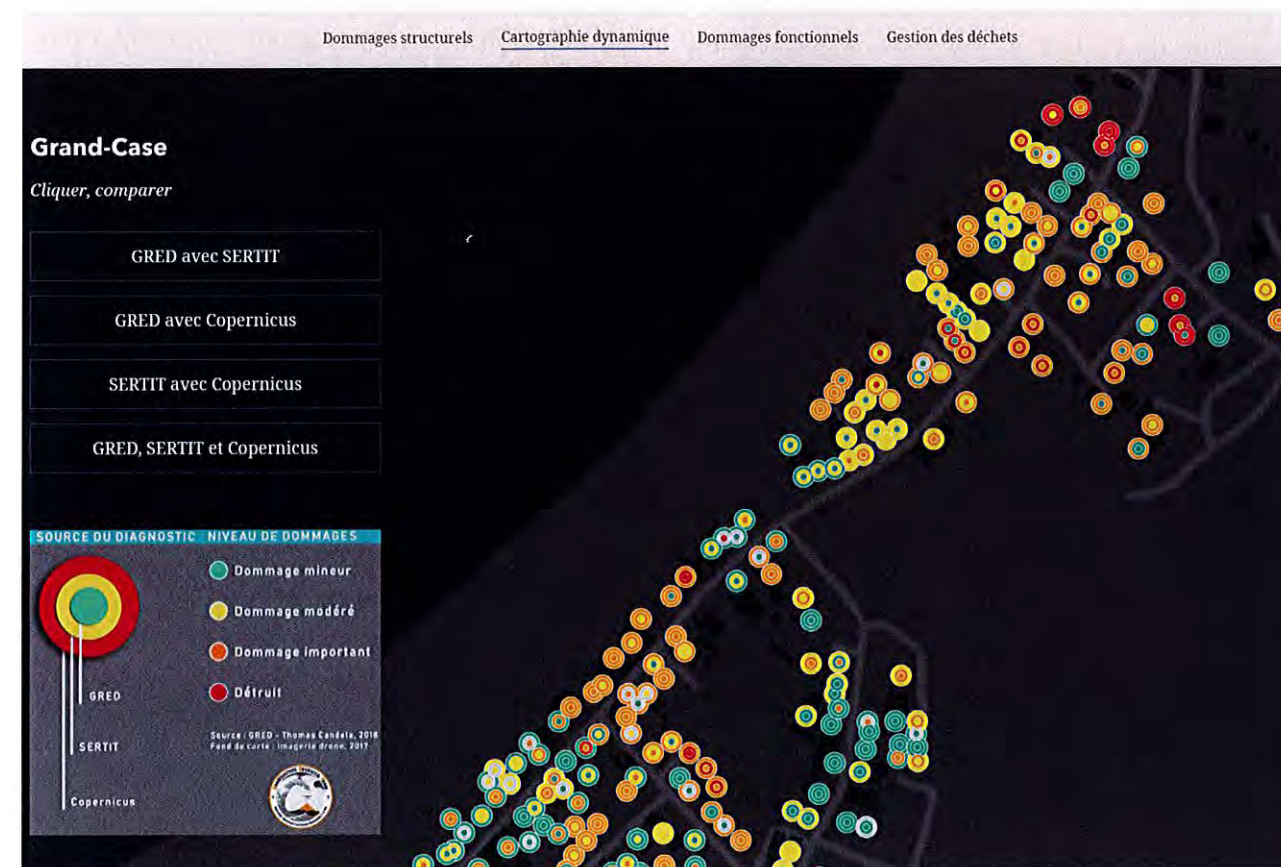 Dommages structurels Cartographie dynamique Dommages fonctionnels Gestion des déchets
Grand-Case
Cliquer, comparer
GRED avec SERTIT
GRED avec Copernicus
SERTIT avec Copernicus
GRED, SERTIT et Copernicus
SOURCE DU DIAGNOSTIC NIVEAU DE DOMMAGES
Dommage mineur
Dommage modéré
Dommage important
Détruit
GRED
SERTIT
Copernicus
Source : GRED - Thomas Candela, 2018
Fond de carte : imagerie drone, 2017